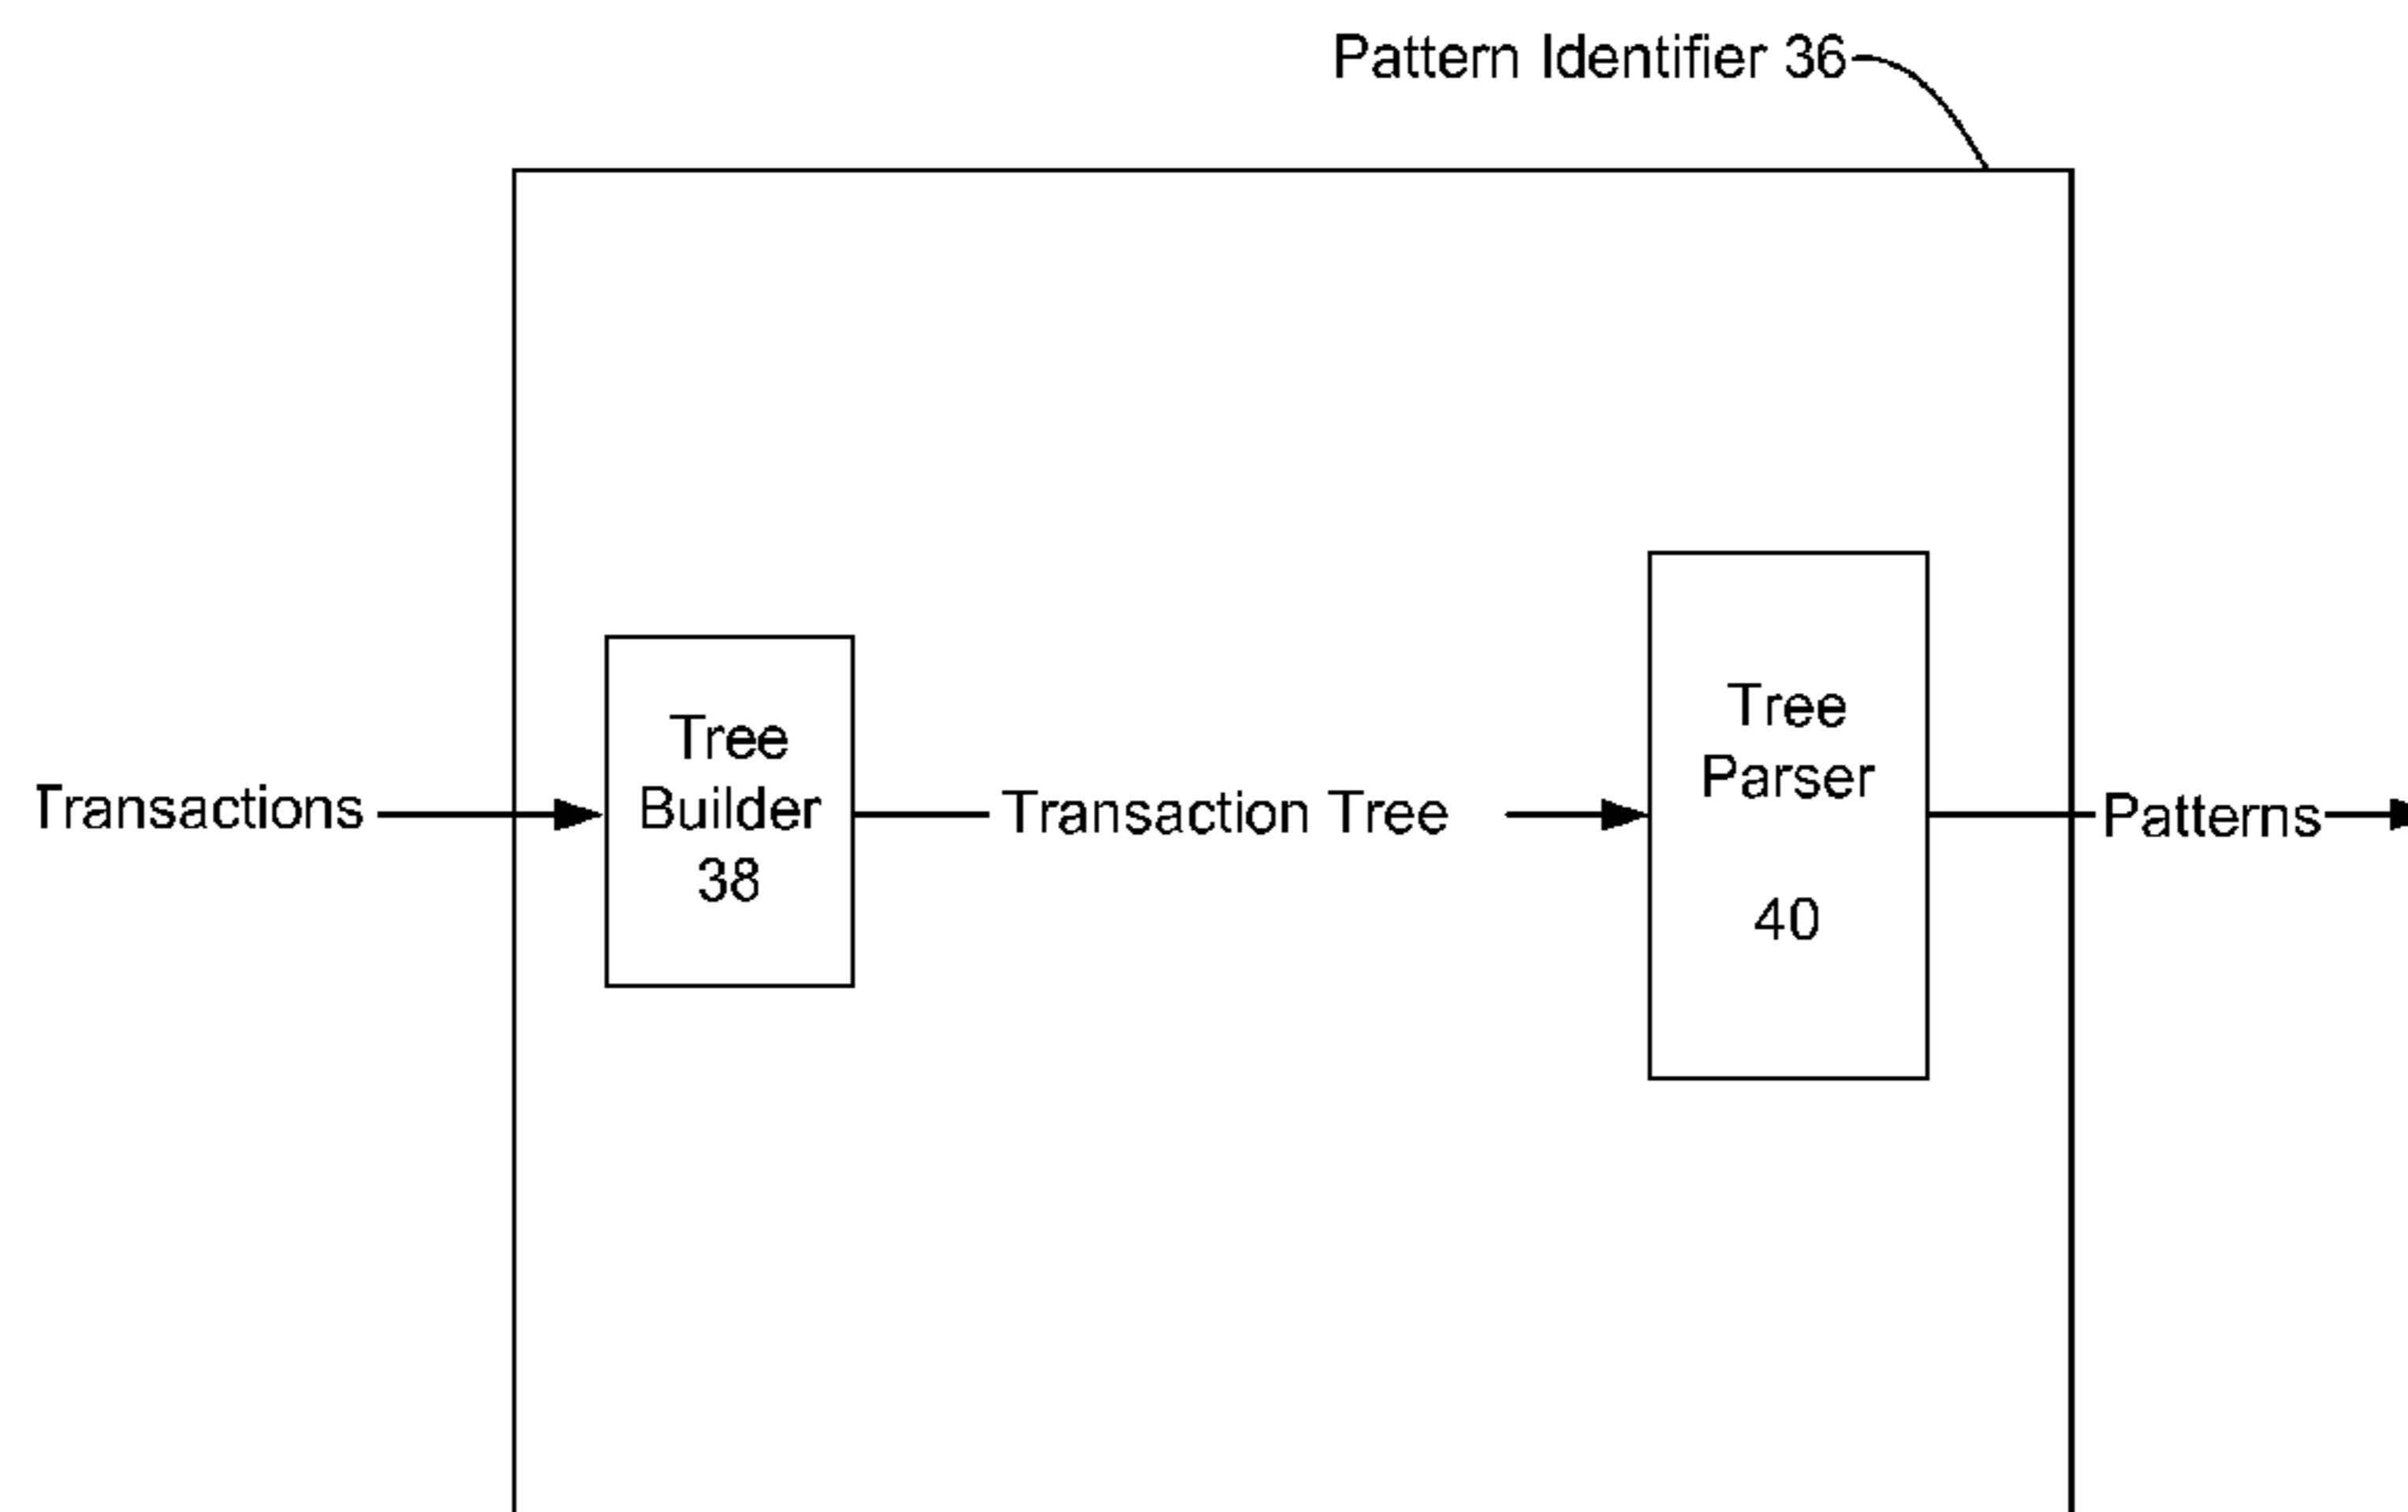 Pattern Identifier 36
Transactions
Tree
Builder
38
Transaction Tree
Tree
Parser
40
Patterns